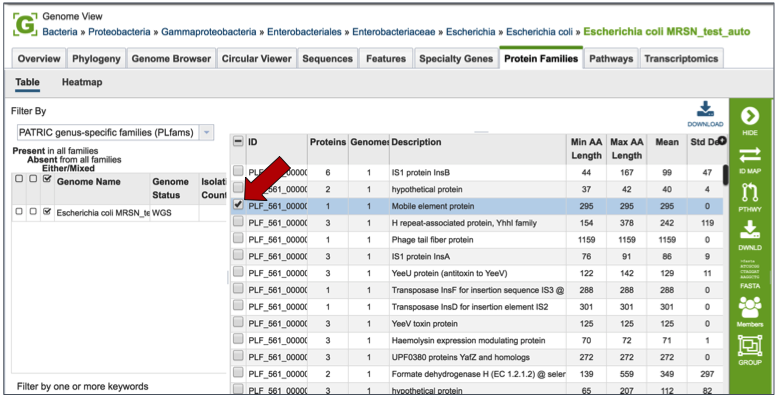 G Genome View
Bacteria » Proteobacteria » Gammaproteobacteria » Enterobacteriales » Enterobacteriaceae » Escherichia » Escherichia coli » Escherichia coli MRSN_test_auto
Overview Phylogeny Genome Browser Circular Viewer Sequences Features Specialty Genes Protein Families Pathways Transcriptomics
Table Heatmap
Filter By
PATRIC genus-specific families (PLfams)
DOWNLOAD
HIDE
Present in all families
Absent from all families
Either/Mixed
Genome Name Genome Status Isolati Count
Escherichia coli MRSN_te WGS
Filter by one or more keywords
ID Proteins Genomes Description Min AA Length Max AA Length Mean Std De
PLF_561_0000 6 1 IS1 protein InsB 44 167 99 47
561_0000 2 1 hypothetical protein 37 42 40 4
PLF_561_0000 1 1 Mobile element protein 295 295 295 0
PLF_561_0000 3 1 H repeat-associated protein, YhhI family 154 378 242 119
PLF_561_0000 1 1 Phage tail fiber protein 1159 1159 1159 0
PLF_561_0000 3 1 IS1 protein InsA 76 91 86 9
PLF_561_0000 3 1 YeeU protein (antitoxin to YeeV) 122 142 129 11
PLF_561_0000 1 1 Transposase InsF for insertion sequence IS3 @ 288 288 288 0
PLF_561_0000 1 1 Transposase InsD for insertion element IS2 301 301 301 0
PLF_561_0000 3 1 YeeV toxin protein 125 125 125 0
PLF_561_0000 3 1 Haemolysin expression modulating protein 70 72 71 1
PLF_561_0000 3 1 UPF0380 proteins YafZ and homologs 272 272 272 0
PLF_561_0000 2 1 Formate dehydrogenase H (EC 1.2.1.2) @ seler 139 559 349 297
PLF_561_0000 3 1 hypothetical protein 65 207 112 82
ID MAP
PTHWY
DWNLD
FASTA
Members
GROUP